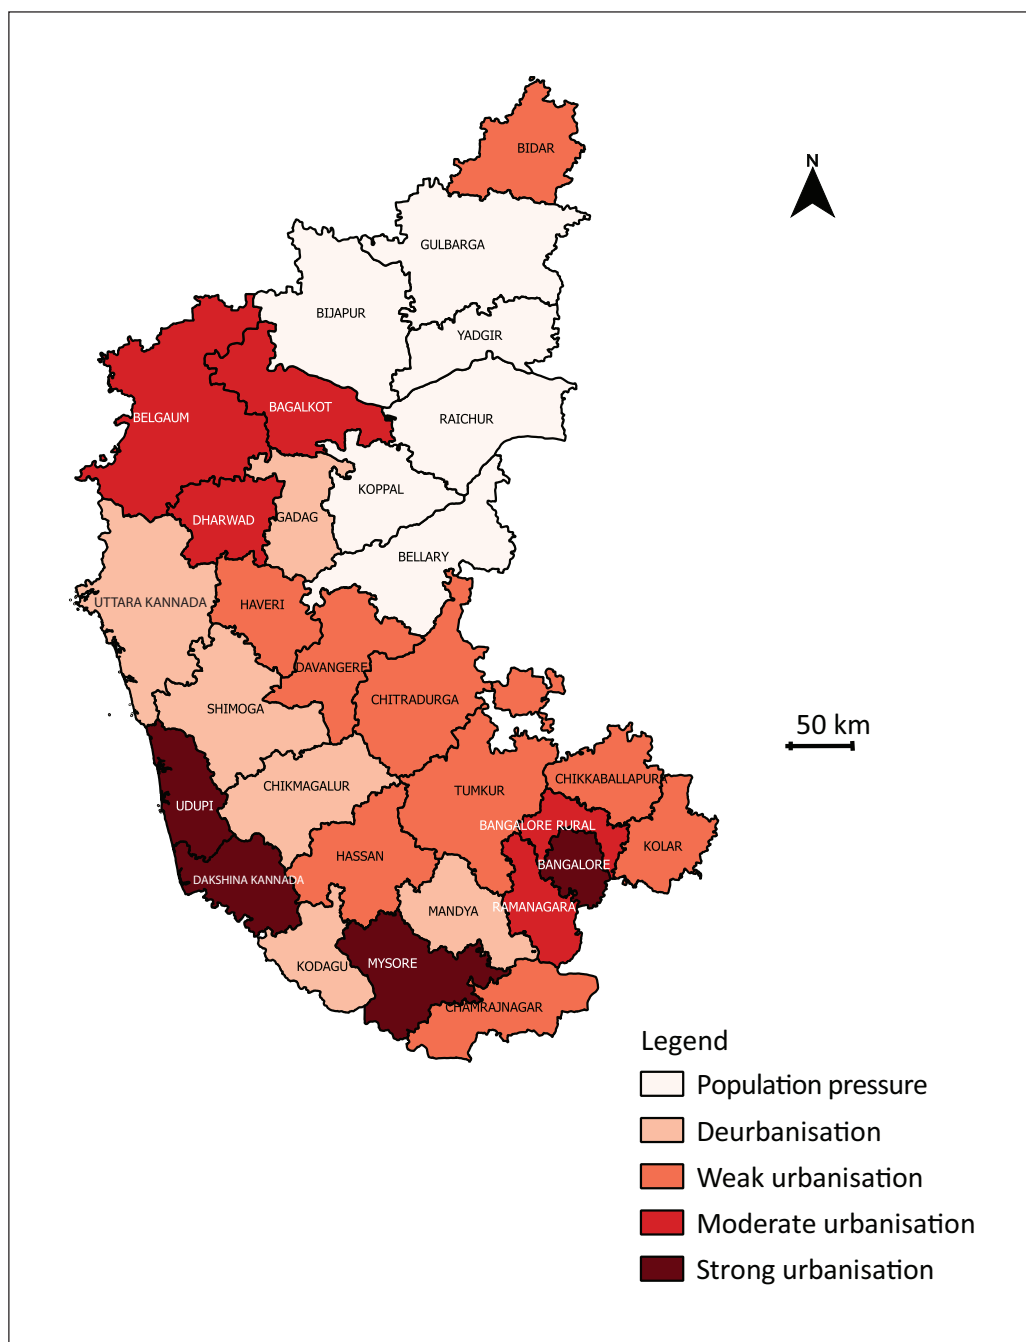 N
BIDAR
GULBARGA
BIJAPUR
YADGIR
BAGALKOT
BELGAUM
RAICHUR
KOPPAL
GADAG
DHARWAD
BELLARY
UTTARA KANNADA
HAVERI
DAVANGERE
CHITRADURGA
SHIMOGA
50 km
CHIKKABALLAPURA
CHIKMAGALUR
TUMKUR
UDUPI
BANGALORE RURAL
KOLAR
HASSAN
BANGALORE
DAKSHINA KANNADA
RAMANAGARA
MANDYA
MYSORE
KODAGU
CHAMRAJNAGAR
Legend
Population pressure
Deurbanisation
Weak urbanisation
Moderate urbanisation
Strong urbanisation